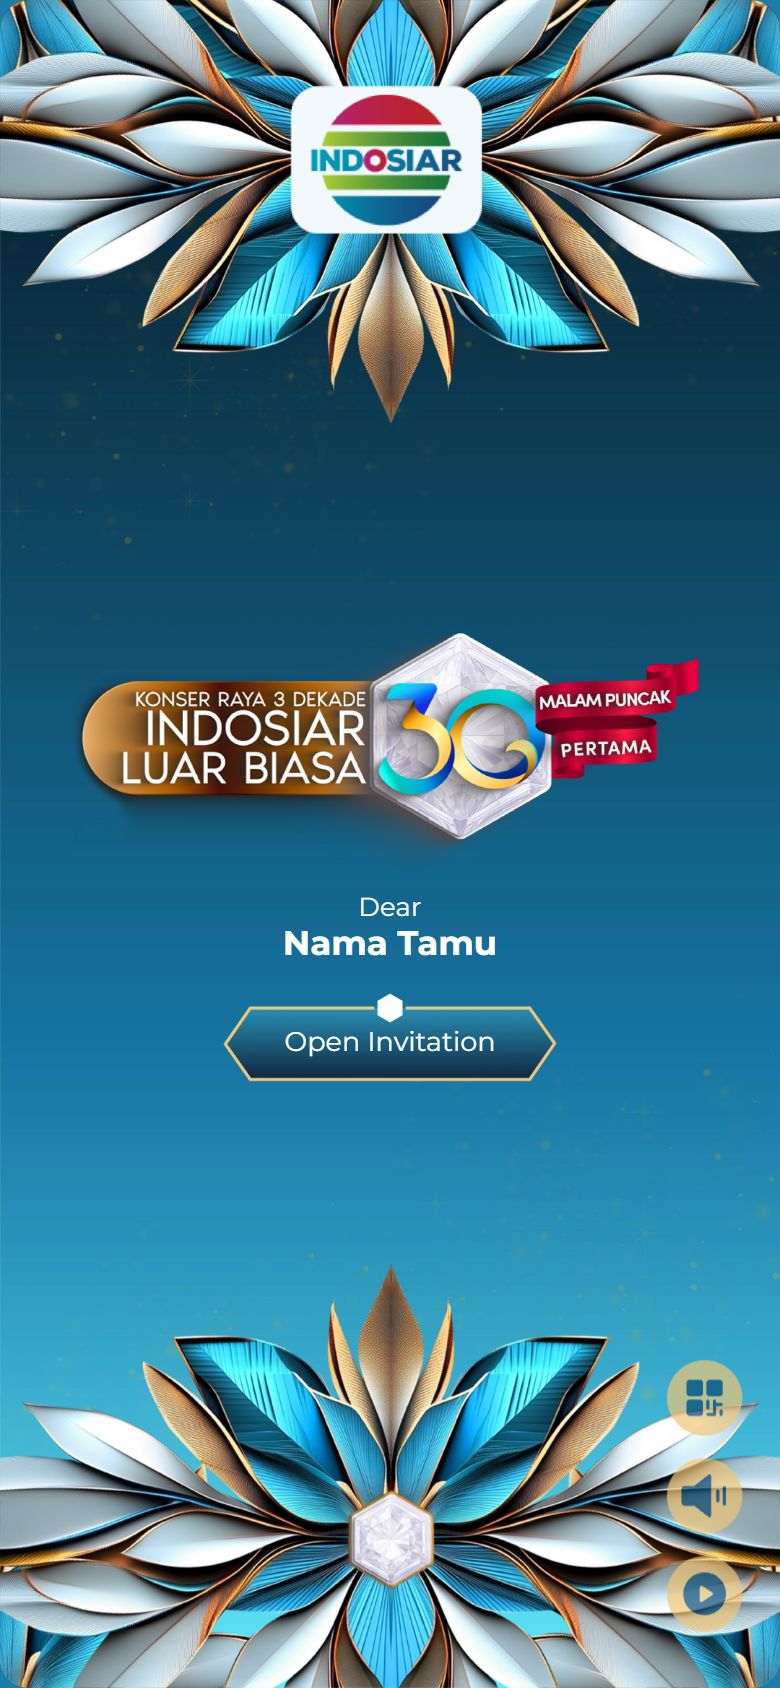 INDOSIAR
KONSER RAYA 3 DEKADE
INDOSIAR
LUAR BIASA
30
MALAM PUNCAK
PERTAMA
Dear
Nama Tamu
Open Invitation